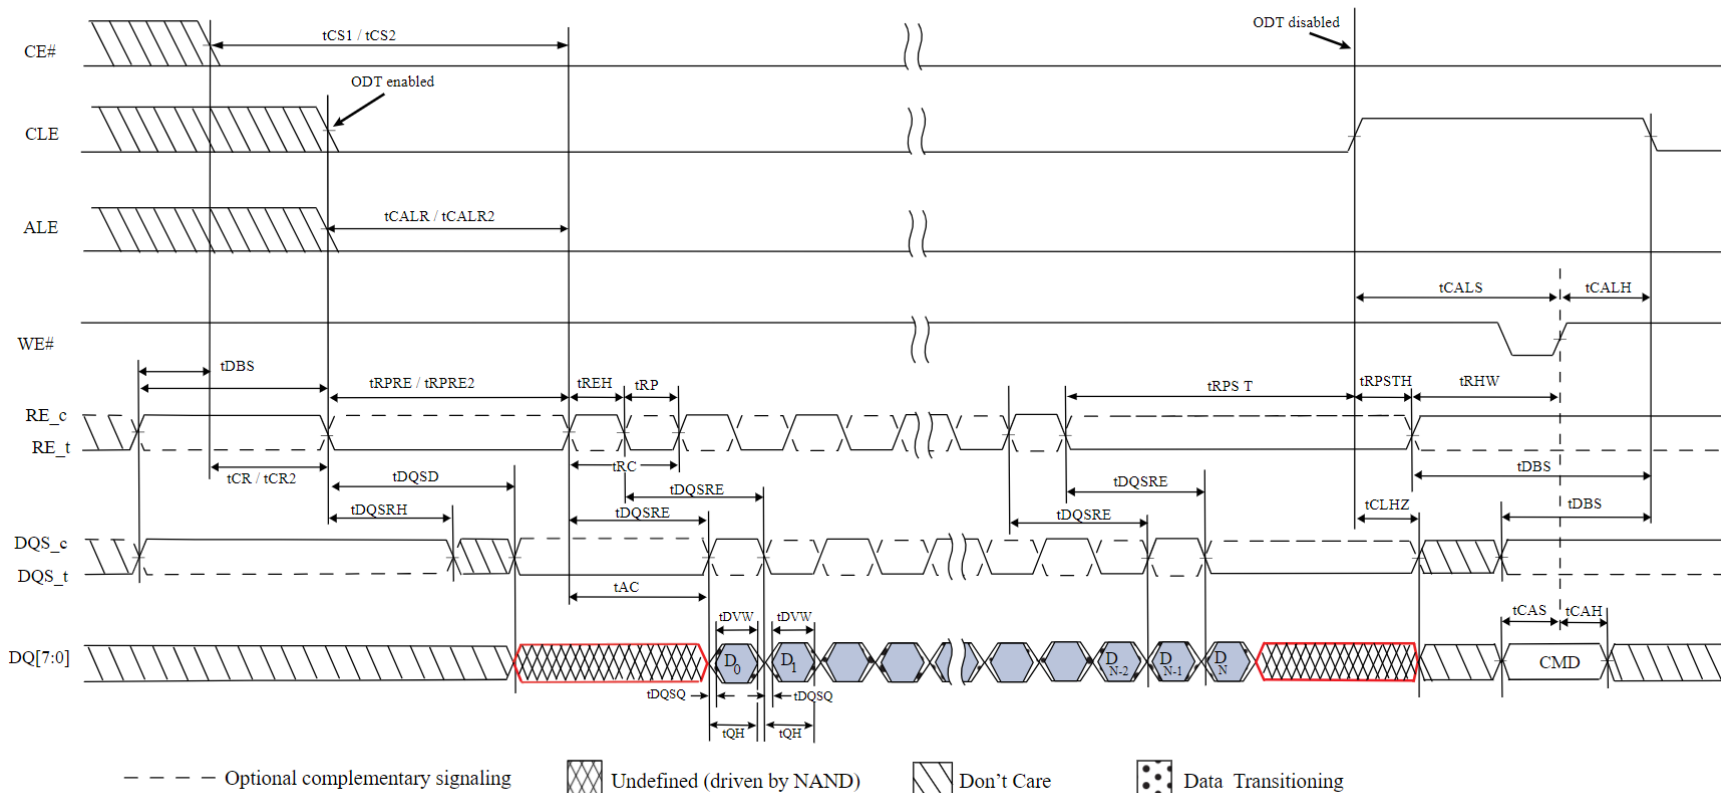 ODT disabled
CE#
tCS1 / tCS2
ODT enabled
CLE
ALE
tCALR / tCALR2
tCALS
tCALH
WE#
tDBS
tRPRE / tRPRE2
tREH
tRP
tRPS T
tRPSTH
tRHW
RE_c
RE_t
tCR / tCR2
tDQSD
tRC
tDQSRE
tDQSRE
tDBS
tDQSRH
tDQSRE
tDQSRE
tCLHZ
tDBS
DQS_c
DQS_t
tAC
tDVW
tDVW
tCAS
tCAH
DQ[7:0]
D0
D1
DN-2
DN-1
DN
CMD
tDQSQ
tDQSQ
tQH
tQH
Optional complementary signaling
Undefined (driven by NAND)
Don’t Care
Data Transitioning